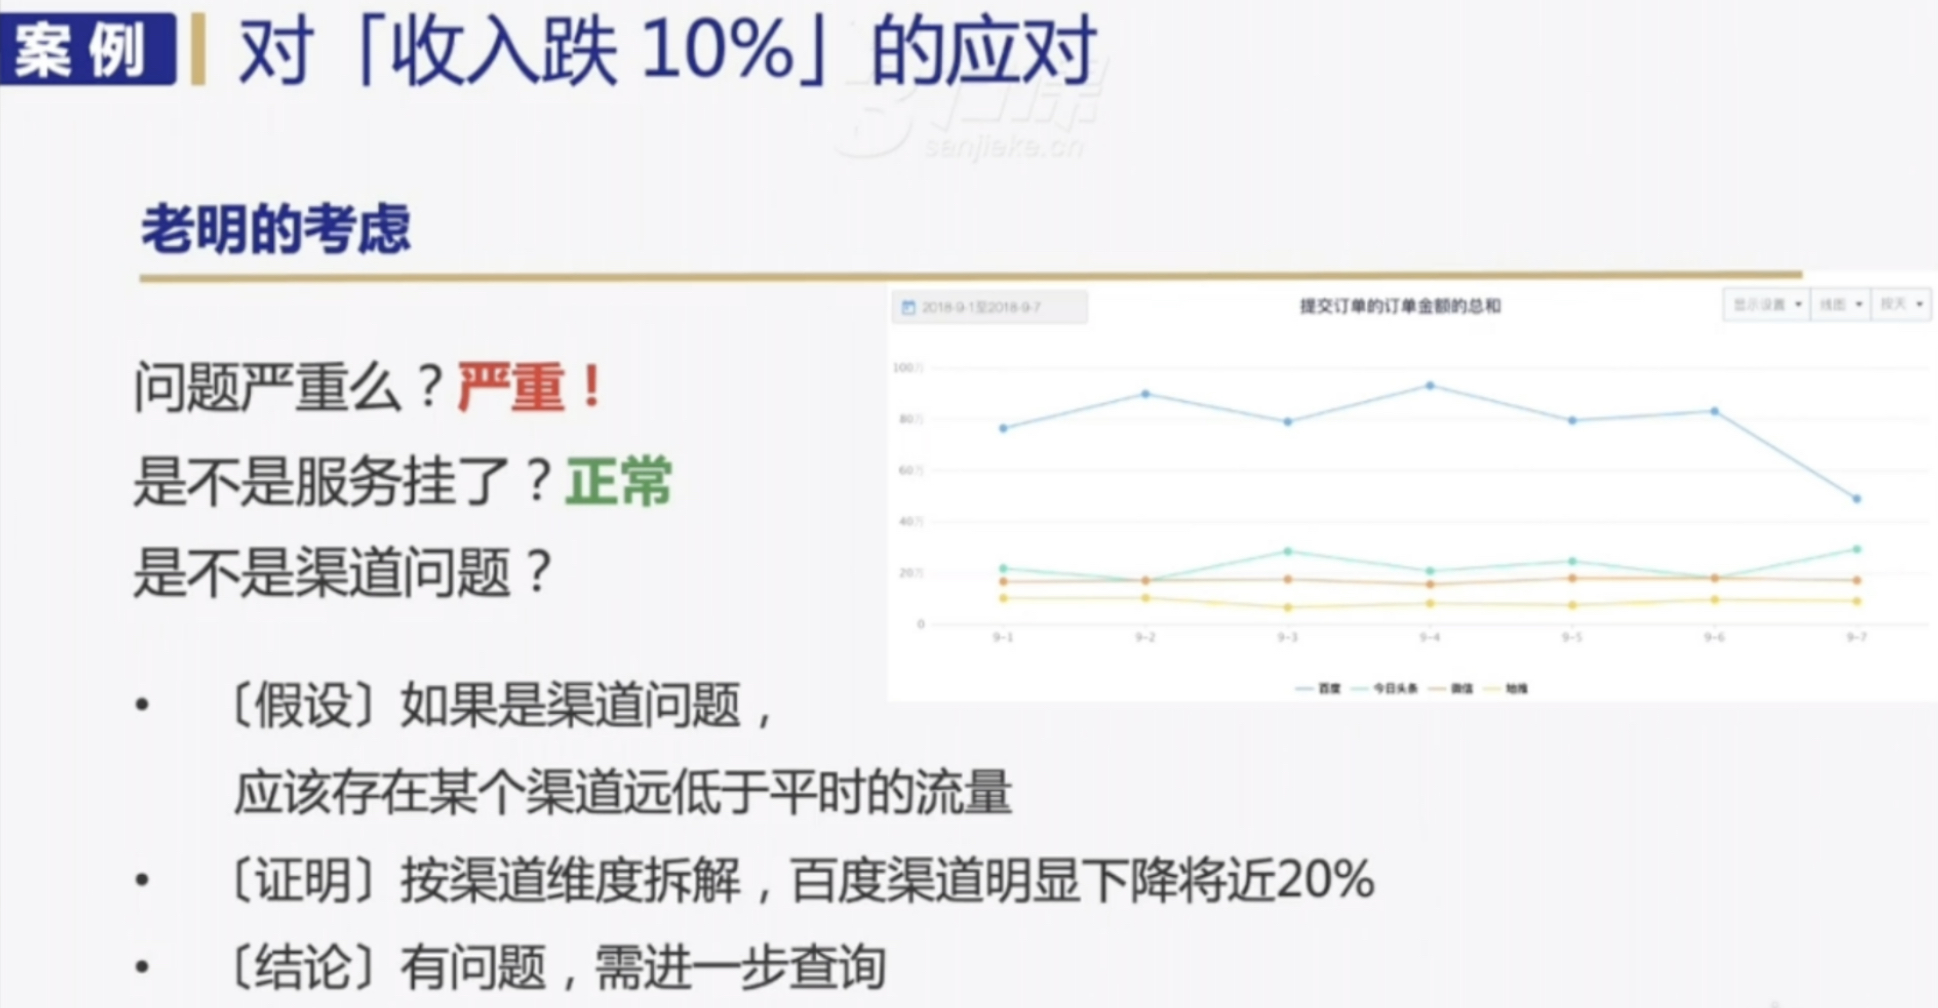 案例 对「收入跌 10%」的应对
sanjieke.cn
老明的考虑
2018-9-1至2018-9-7
提交订单的订单金额的总和
显示设置 线图 按天
问题严重么？严重！
是不是服务挂了？正常
是不是渠道问题？
100万
80万
60万
40万
20万
0
9-1 9-2 9-3 9-4 9-5 9-6 9-7
百度 今日头条 微信 地推
• 〔假设〕如果是渠道问题，
应该存在某个渠道远低于平时的流量
• 〔证明〕按渠道维度拆解，百度渠道明显下降将近20%
• 〔结论〕有问题，需进一步查询